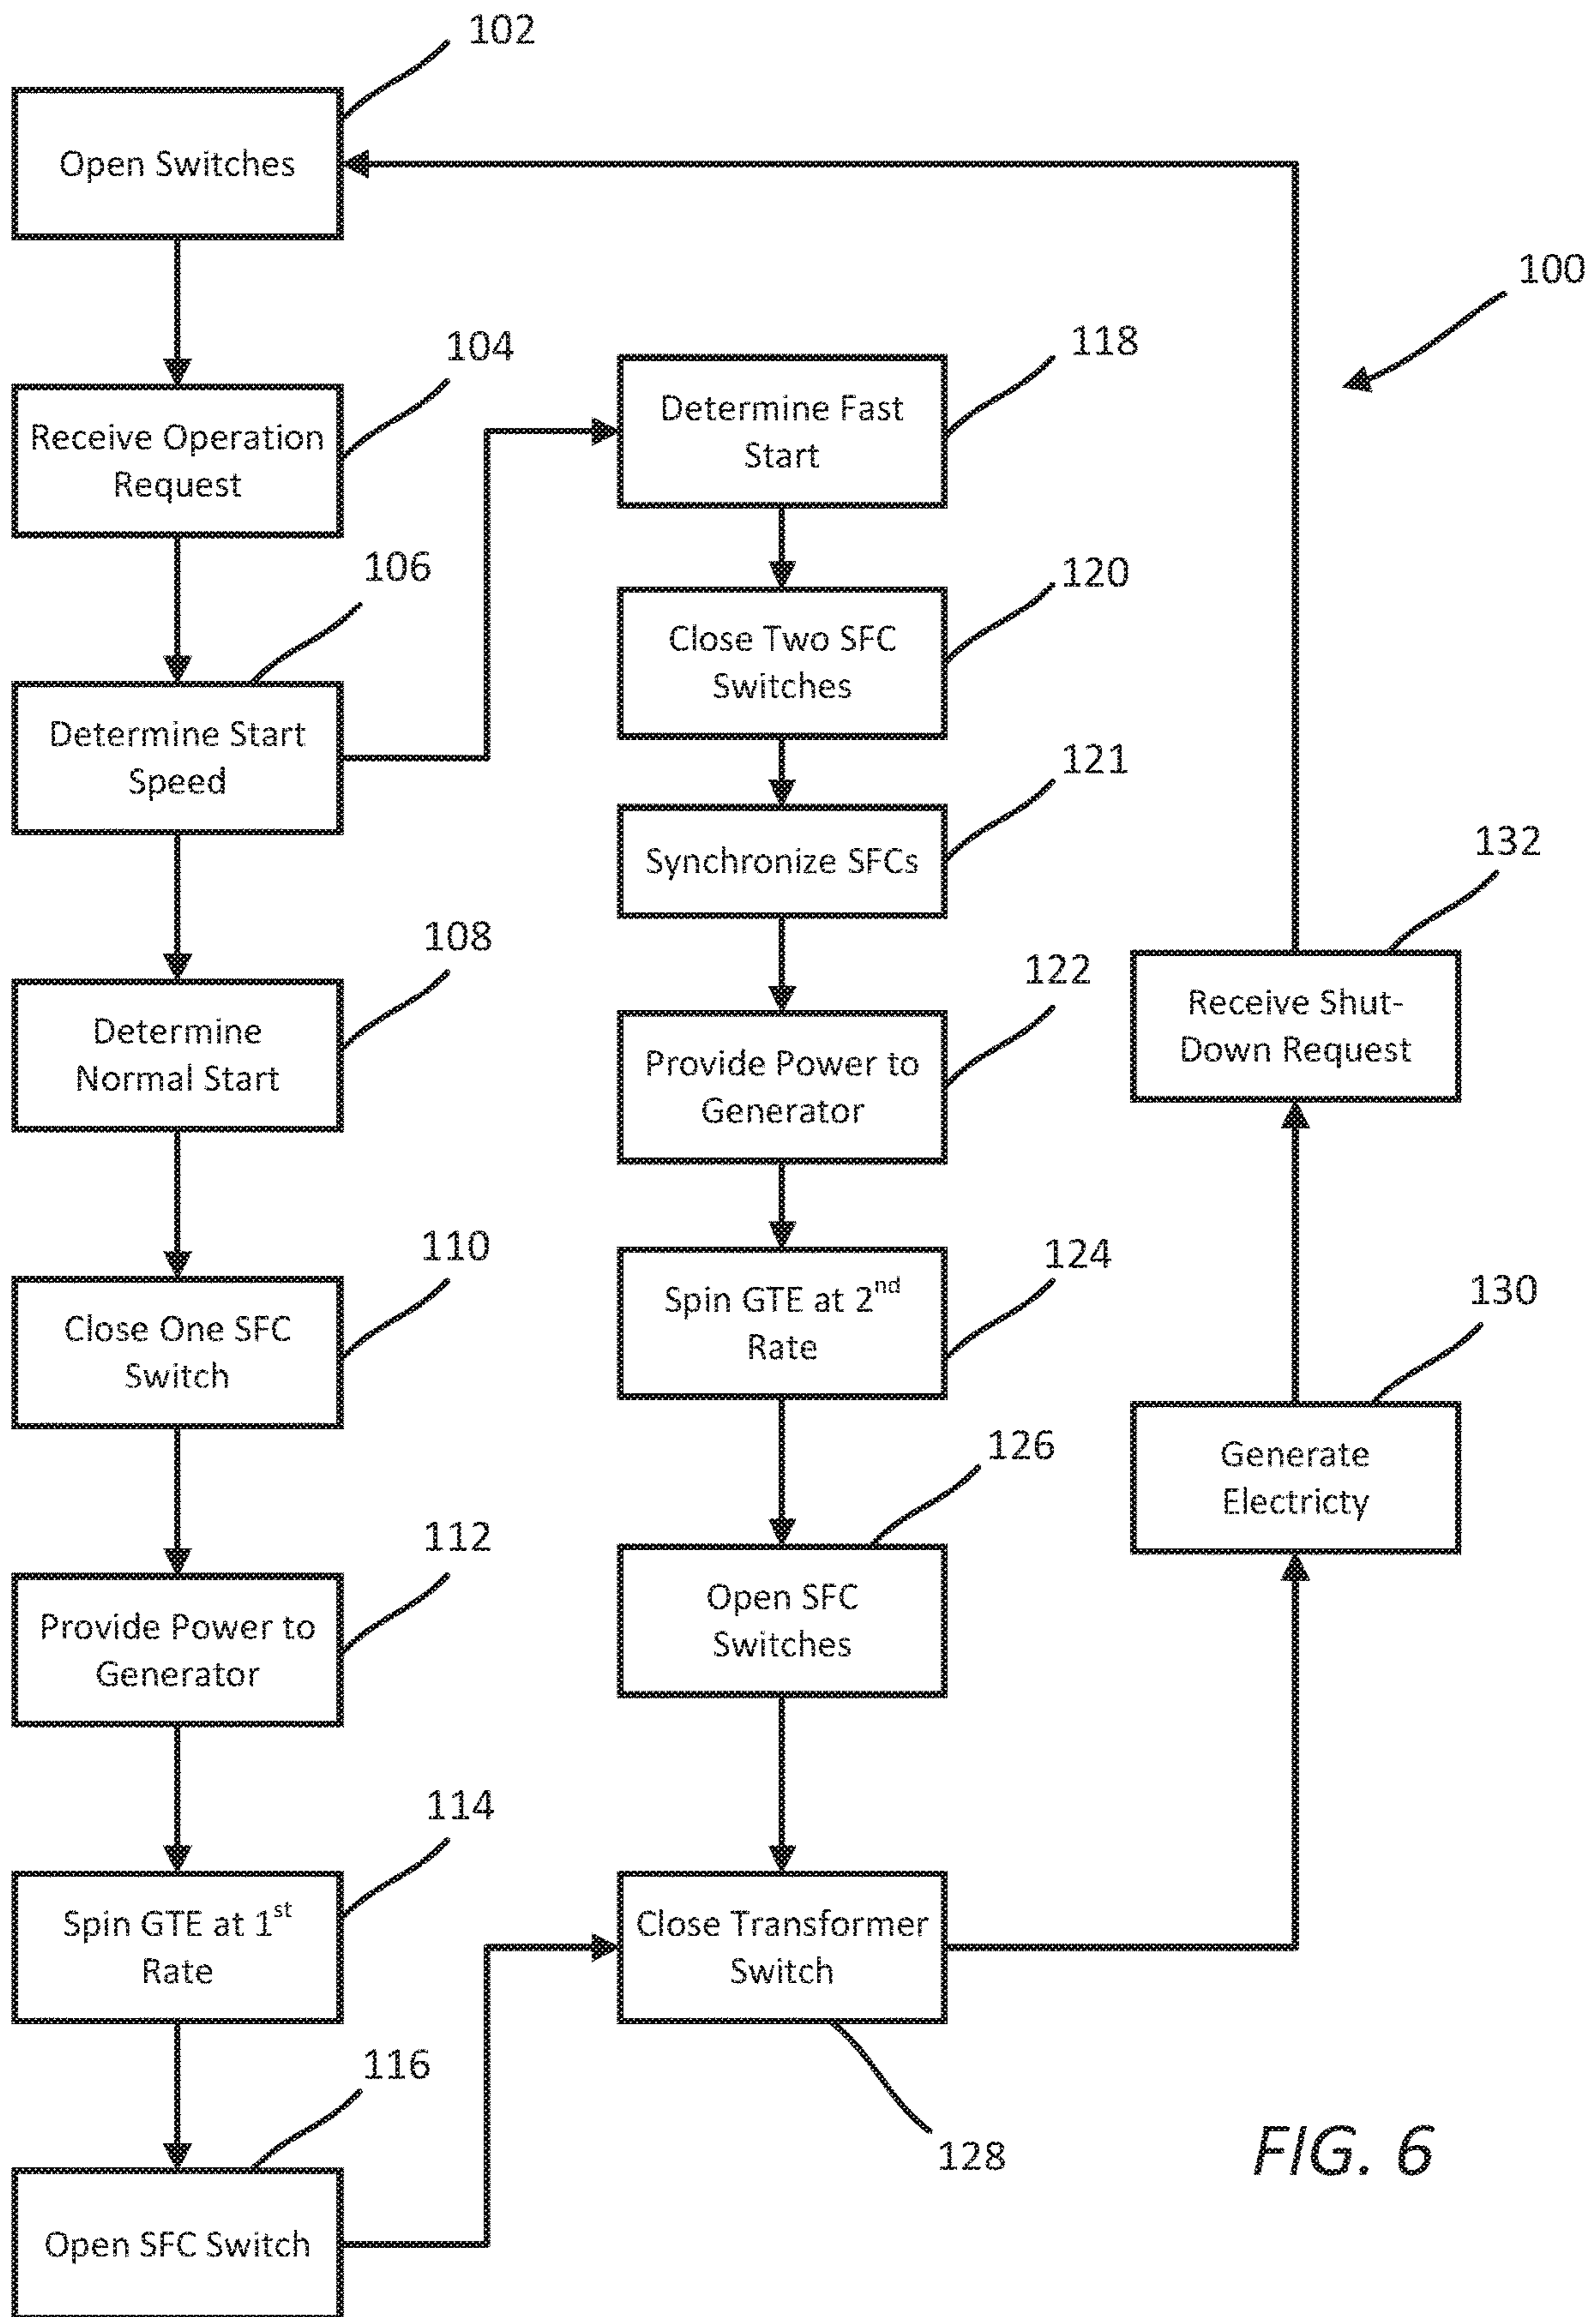 102
Open Switches
100
104
Receive Operation
Request
118
Determine Fast
Start
106
Determine Start
Speed
120
Close Two SFC
Switches
121
Synchronize SFCs
132
Receive Shut-
Down Request
108
Determine
Normal Start
122
Provide Power to
Generator
110
Close One SFC
Switch
124
Spin GTE at 2nd
Rate
130
Generate
Electricty
126
Open SFC
Switches
112
Provide Power to
Generator
114
Spin GTE at 1st
Rate
Close Transformer
Switch
128
116
Open SFC Switch
FIG. 6